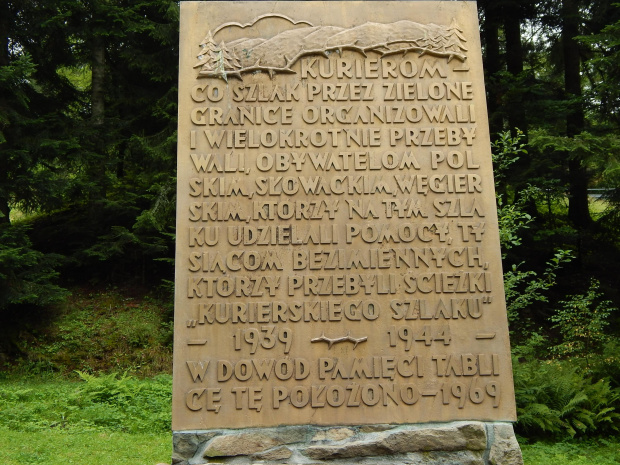 KURIEROM –
CO SZLAK PRZEZ ZIELONE
GRANICE ORGANIZOWALI
I WIELOKROTNIE PRZEBY
WALI, OBYWATELOM POL
SKIM, SŁOWACKIM, WĘGIER
SKIM, KTÓRZY NA TYM SZLA
KU UDZIELALI POMOCY, TY
SIĄCOM BEZIMIENNYCH,
KTÓRZY PRZEBYLI ŚCIEŻKI
„KURIERSKIEGO SZLAKU"
– 1939 — 1944 –
W DOWÓD PAMIĘCI TABLI
CĘ TĘ POŁOŻONO – 1969